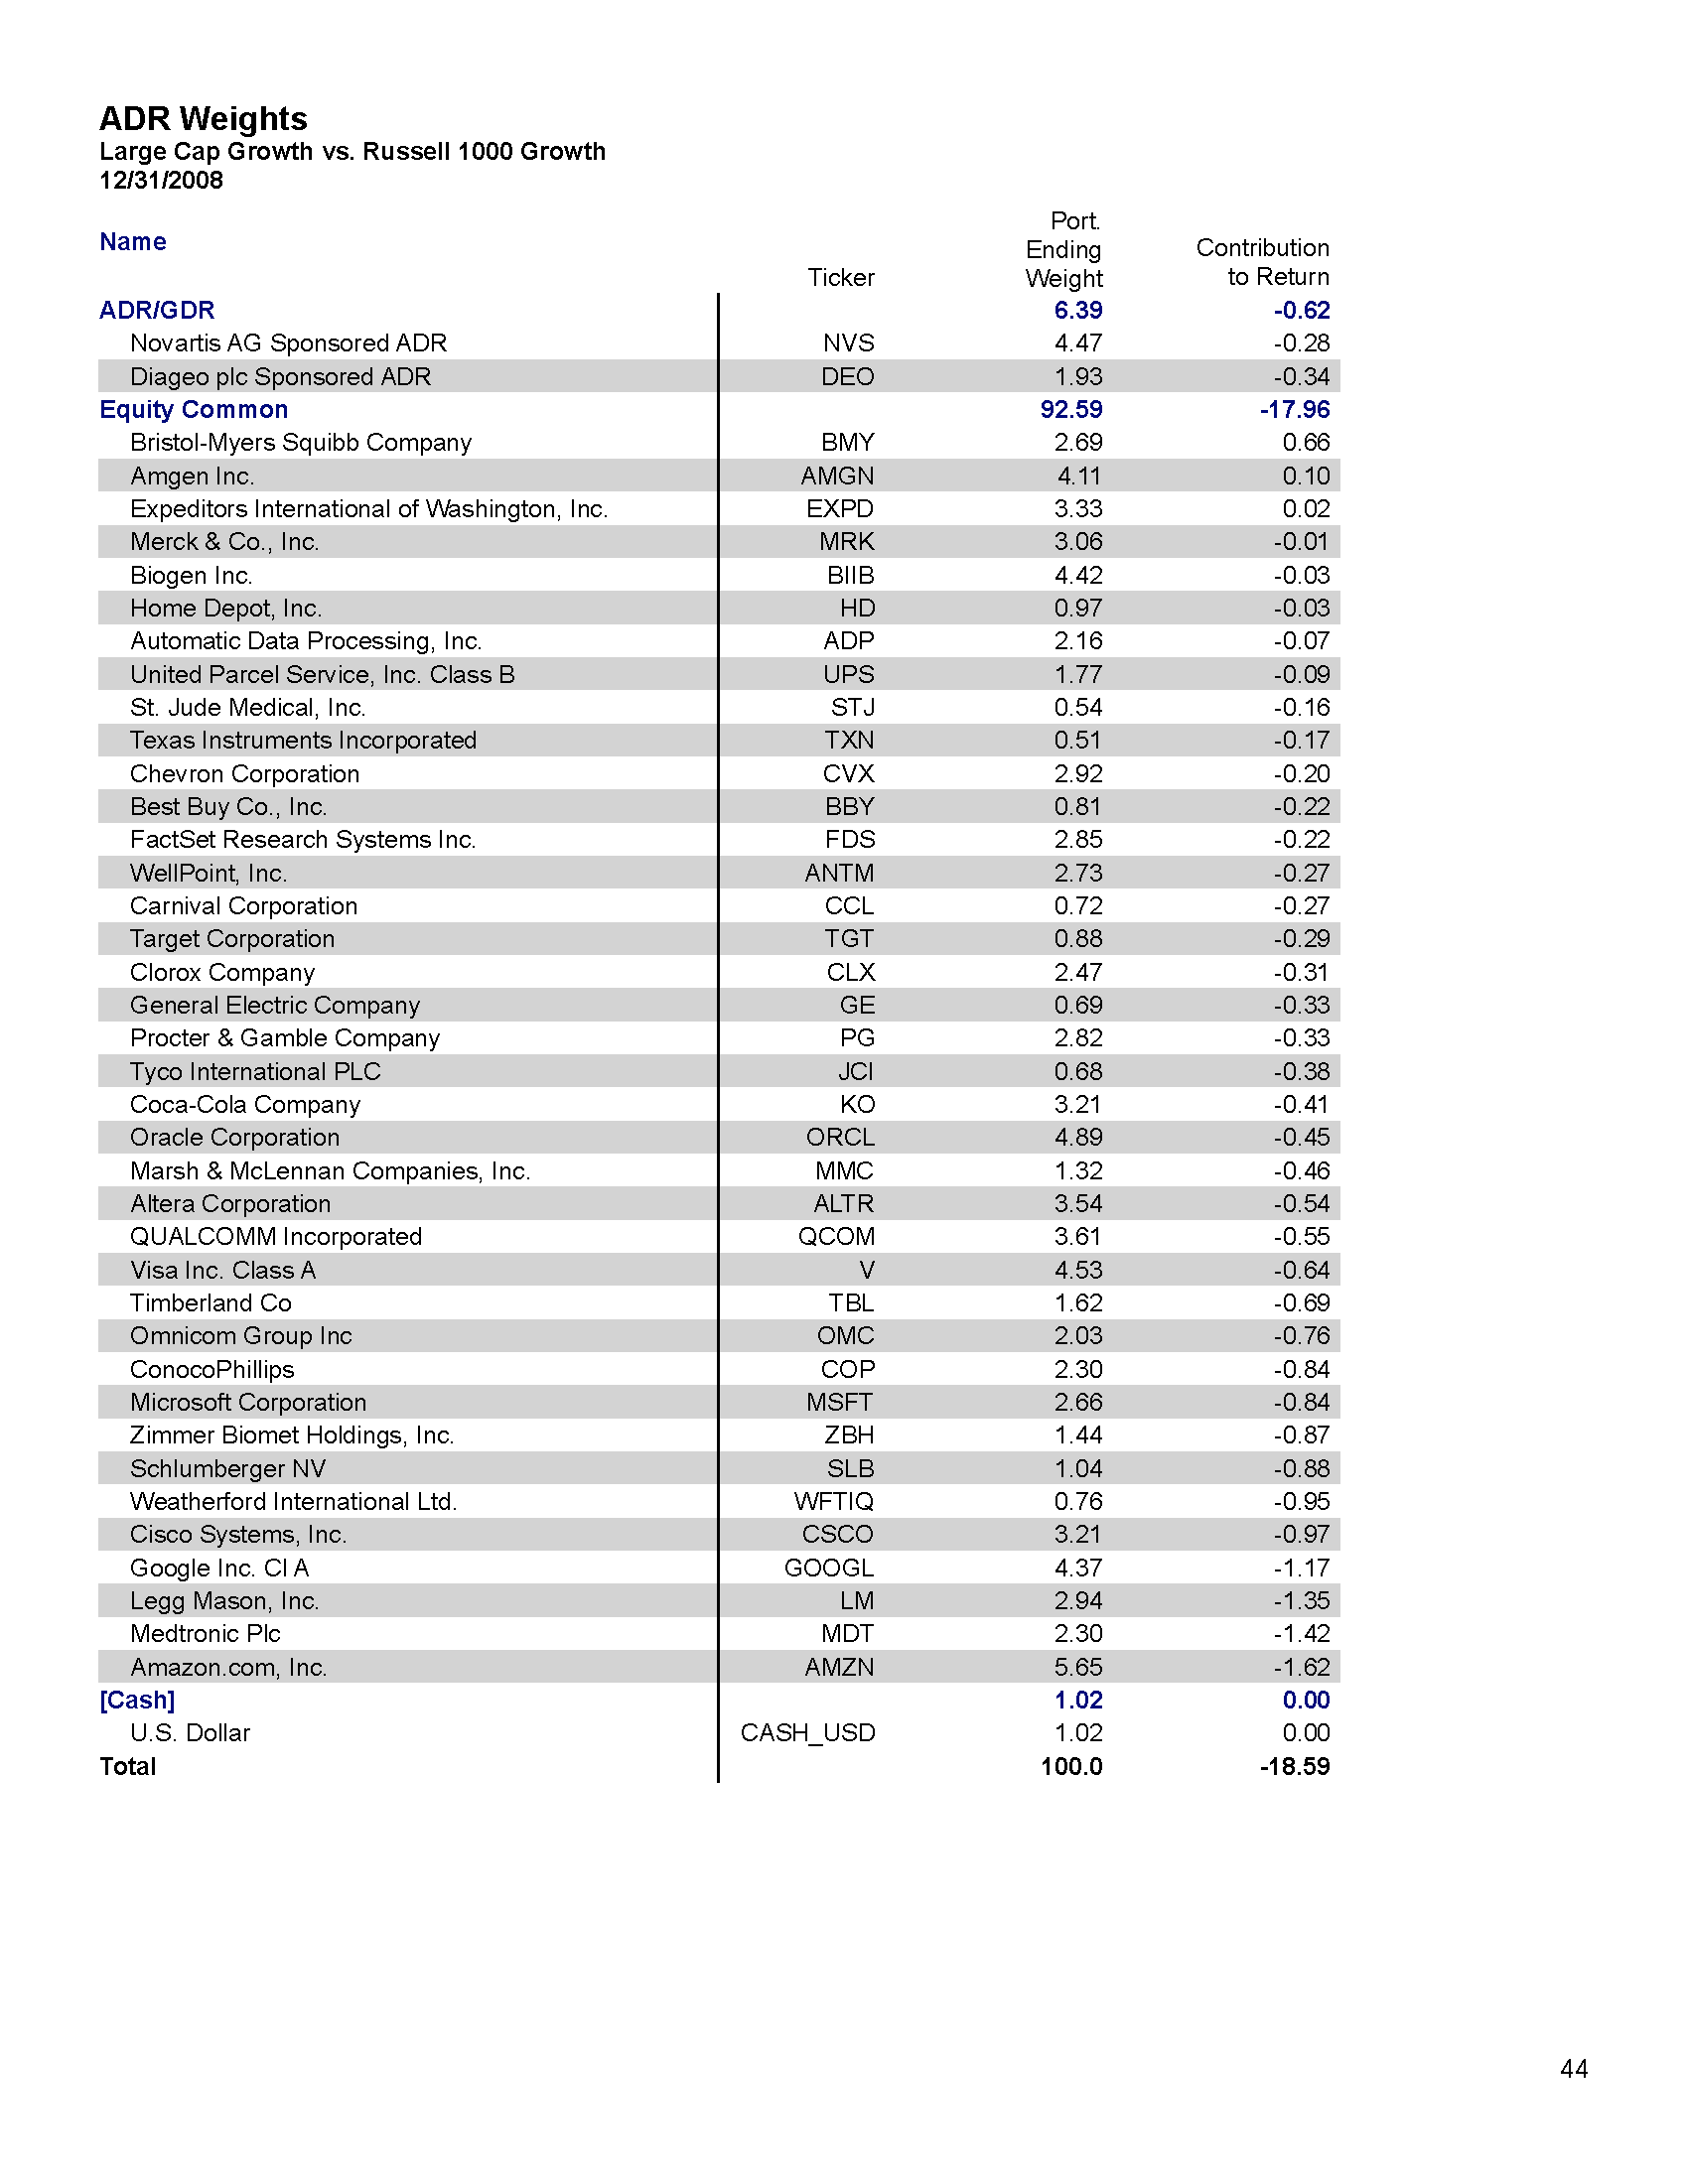 ADR Weights
Large Cap Growth vs. Russell 1000 Growth
12/31/2008
Name Ticker Port. Ending Weight Contribution to Return
ADR/GDR 6.39 -0.62
Novartis AG Sponsored ADR NVS 4.47 -0.28
Diageo plc Sponsored ADR DEO 1.93 -0.34
Equity Common 92.59 -17.96
Bristol-Myers Squibb Company BMY 2.69 0.66
Amgen Inc. AMGN 4.11 0.10
Expeditors International of Washington, Inc. EXPD 3.33 0.02
Merck & Co., Inc. MRK 3.06 -0.01
Biogen Inc. BIIB 4.42 -0.03
Home Depot, Inc. HD 0.97 -0.03
Automatic Data Processing, Inc. ADP 2.16 -0.07
United Parcel Service, Inc. Class B UPS 1.77 -0.09
St. Jude Medical, Inc. STJ 0.54 -0.16
Texas Instruments Incorporated TXN 0.51 -0.17
Chevron Corporation CVX 2.92 -0.20
Best Buy Co., Inc. BBY 0.81 -0.22
FactSet Research Systems Inc. FDS 2.85 -0.22
WellPoint, Inc. ANTM 2.73 -0.27
Carnival Corporation CCL 0.72 -0.27
Target Corporation TGT 0.88 -0.29
Clorox Company CLX 2.47 -0.31
General Electric Company GE 0.69 -0.33
Procter & Gamble Company PG 2.82 -0.33
Tyco International PLC JCI 0.68 -0.38
Coca-Cola Company KO 3.21 -0.41
Oracle Corporation ORCL 4.89 -0.45
Marsh & McLennan Companies, Inc. MMC 1.32 -0.46
Altera Corporation ALTR 3.54 -0.54
QUALCOMM Incorporated QCOM 3.61 -0.55
Visa Inc. Class A V 4.53 -0.64
Timberland Co TBL 1.62 -0.69
Omnicom Group Inc OMC 2.03 -0.76
ConocoPhillips COP 2.30 -0.84
Microsoft Corporation MSFT 2.66 -0.84
Zimmer Biomet Holdings, Inc. ZBH 1.44 -0.87
Schlumberger NV SLB 1.04 -0.88
Weatherford International Ltd. WFTIQ 0.76 -0.95
Cisco Systems, Inc. CSCO 3.21 -0.97
Google Inc. Cl A GOOGL 4.37 -1.17
Legg Mason, Inc. LM 2.94 -1.35
Medtronic Plc MDT 2.30 -1.42
Amazon.com, Inc. AMZN 5.65 -1.62
[Cash] 1.02 0.00
U.S. Dollar CASH_USD 1.02 0.00
Total 100.0 -18.59
44